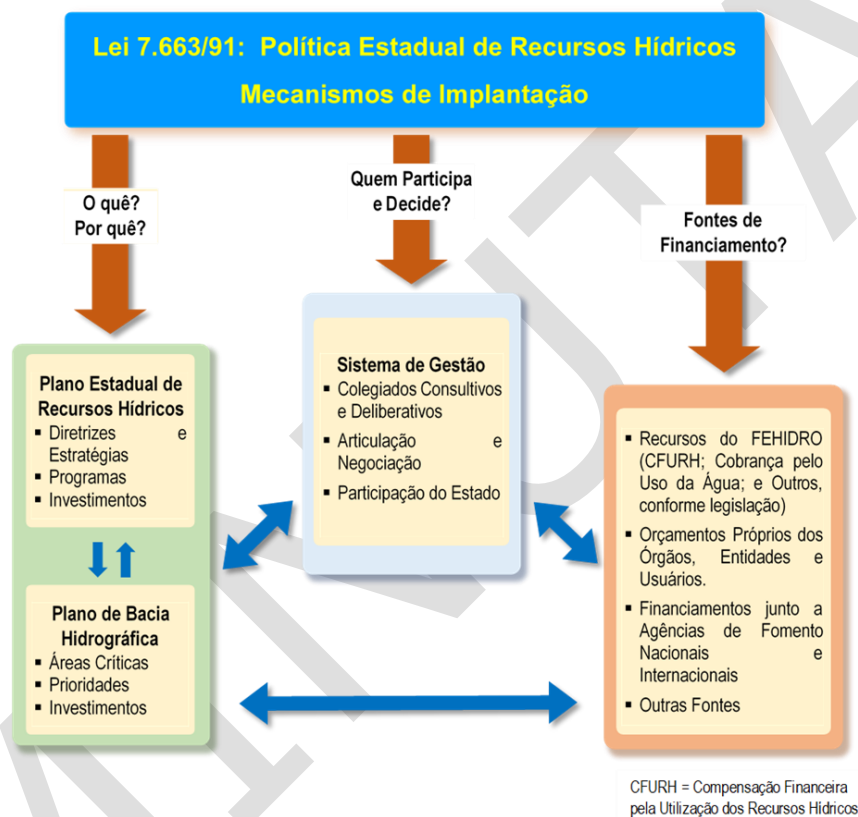 Lei 7.663/91: Política Estadual de Recursos Hídricos
Mecanismos de Implantação
O quê?
Por quê?
Quem Participa
e Decide?
Fontes de
Financiamento?
Plano Estadual de
Recursos Hídricos
▪ Diretrizes e
Estratégias
▪ Programas
▪ Investimentos
Plano de Bacia
Hidrográfica
▪ Áreas Críticas
▪ Prioridades
▪ Investimentos
Sistema de Gestão
▪ Colegiados Consultivos
e Deliberativos
▪ Articulação e
Negociação
▪ Participação do Estado
▪ Recursos do FEHIDRO
(CFURH; Cobrança pelo
Uso da Água; e Outros,
conforme legislação)
▪ Orçamentos Próprios dos
Órgãos, Entidades e
Usuários.
▪ Financiamentos junto a
Agências de Fomento
Nacionais e
Internacionais
▪ Outras Fontes
CFURH = Compensação Financeira
pela Utilização dos Recursos Hídricos
MINUTA